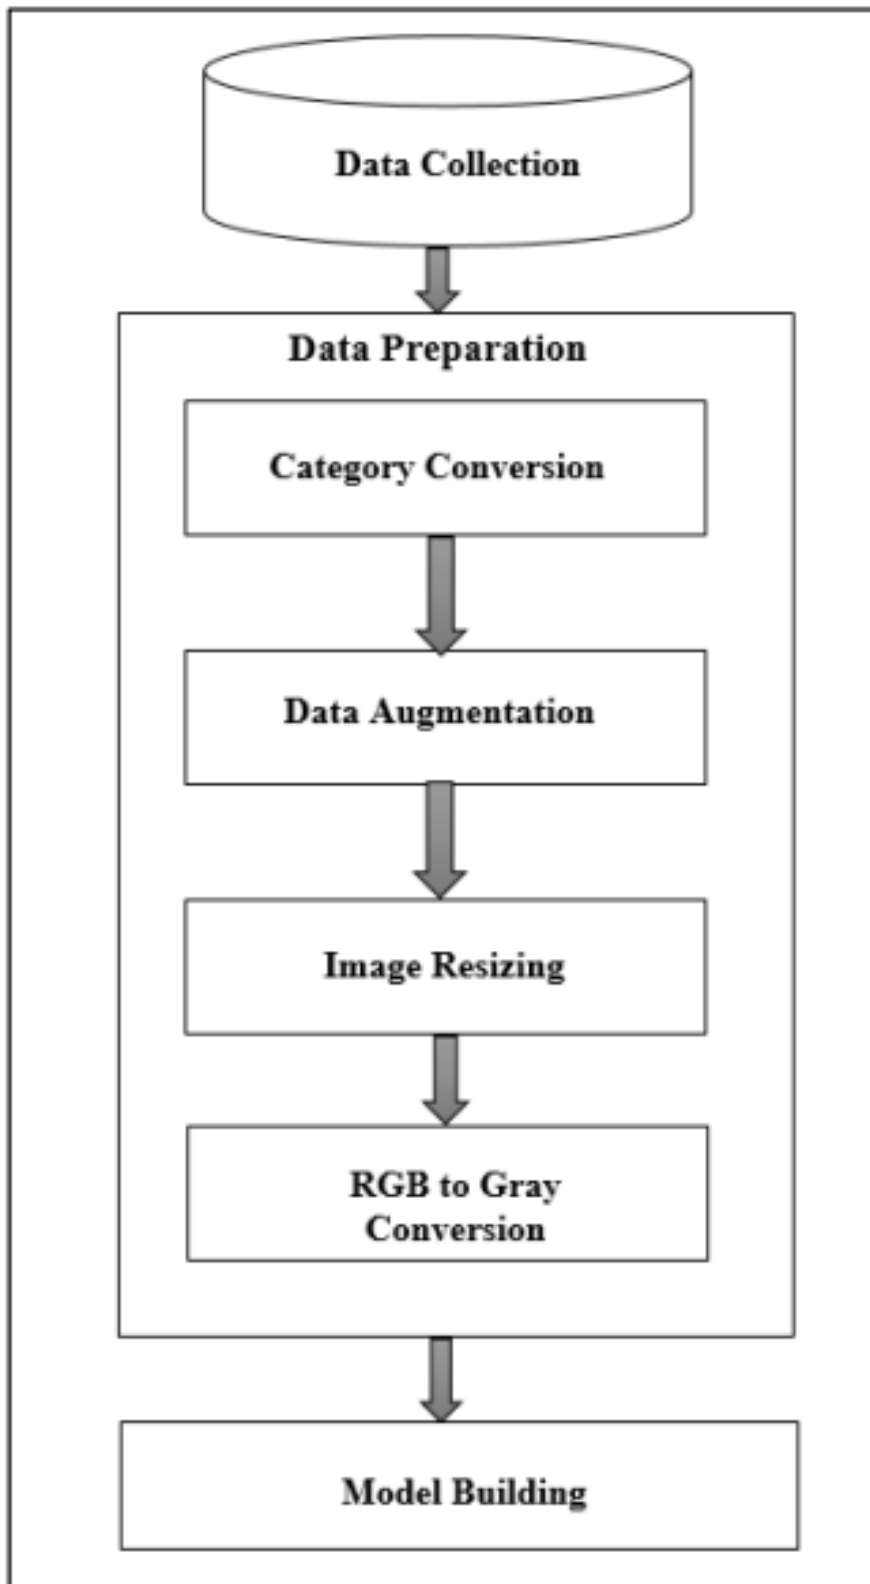 Data Collection
Data Preparation
Category Conversion
Data Augmentation
Image Resizing
RGB to Gray
Conversion
Model Building